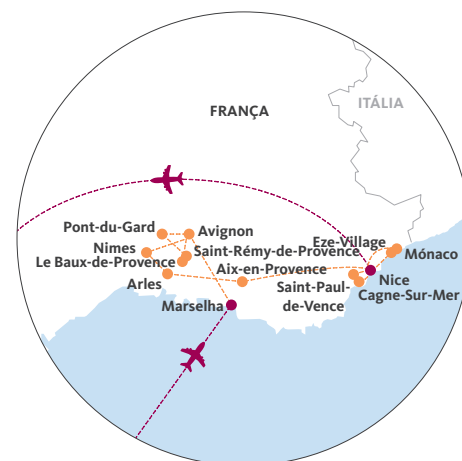 ITÁLIA
FRANÇA
Pont-du-Gard
Avignon
Nimes
Saint-Rémy-de-Provence
Eze-Village
Mónaco
Le Baux-de-Provence
Aix-en-Provence
Arles
Saint-Paul-
de-Vence
Nice
Cagne-Sur-Mer
Marselha